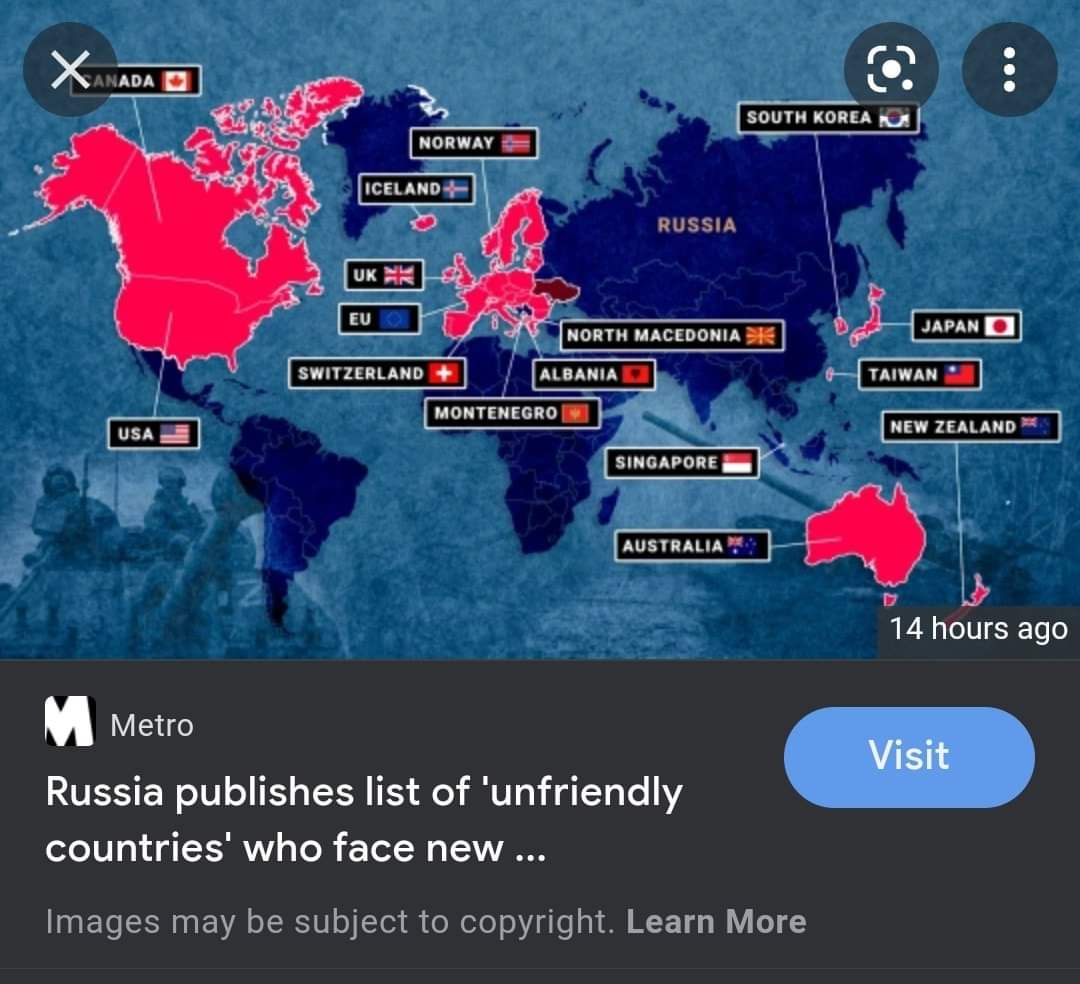 CANADA
SOUTH KOREA
NORWAY
ICELAND
RUSSIA
UK
EU
NORTH MACEDONIA
JAPAN
SWITZERLAND
ALBANIA
TAIWAN
MONTENEGRO
NEW ZEALAND
USA
SINGAPORE
AUSTRALIA
14 hours ago
Metro
Visit
Russia publishes list of 'unfriendly
countries' who face new ...
Images may be subject to copyright. Learn More